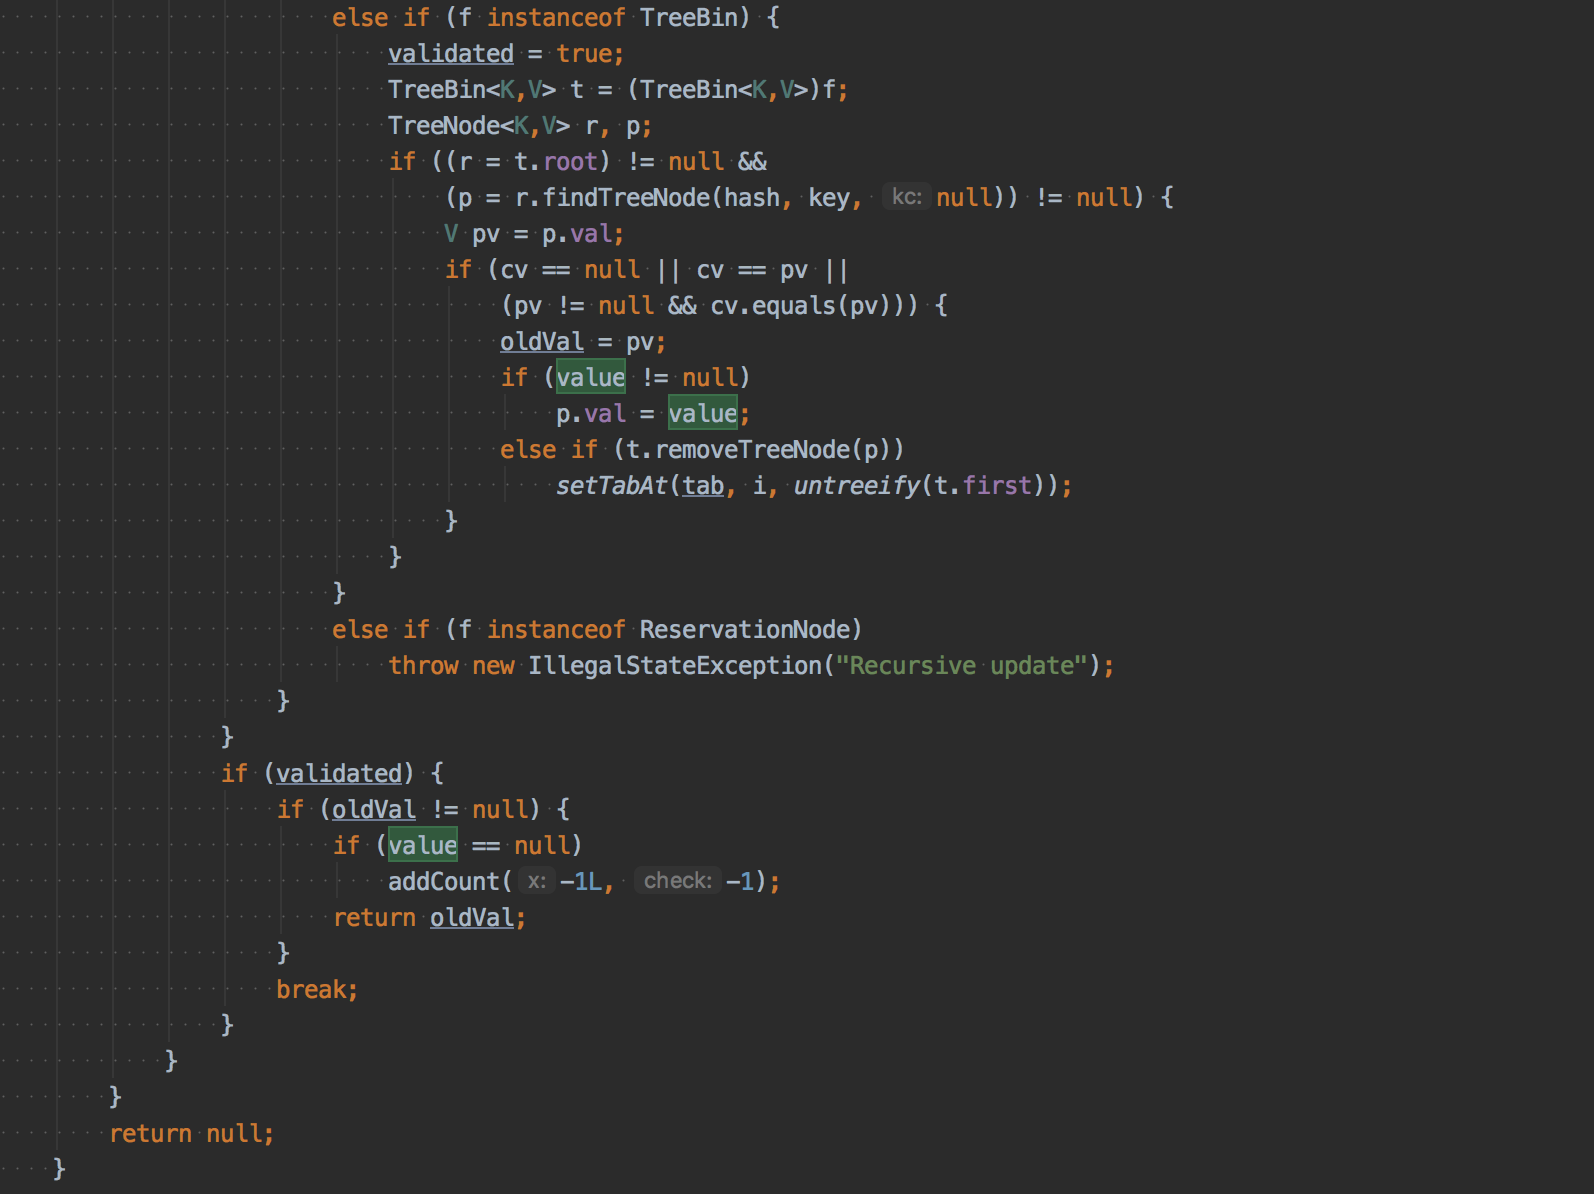 else if (f instanceof TreeBin) {
validated = true;
TreeBin<K,V> t = (TreeBin<K,V>)f;
TreeNode<K,V> r, p;
if ((r = t.root) != null &&
(p = r.findTreeNode(hash, key, kc: null)) != null) {
V pv = p.val;
if (cv == null || cv == pv ||
(pv != null && cv.equals(pv))) {
oldVal = pv;
if (value != null)
p.val = value;
else if (t.removeTreeNode(p))
setTabAt(tab, i, untreeify(t.first));
}
}
}
else if (f instanceof ReservationNode)
throw new IllegalStateException("Recursive update");
}
}
if (validated) {
if (oldVal != null) {
if (value == null)
addCount( x: -1L, check: -1);
return oldVal;
}
break;
}
}
}
return null;
}